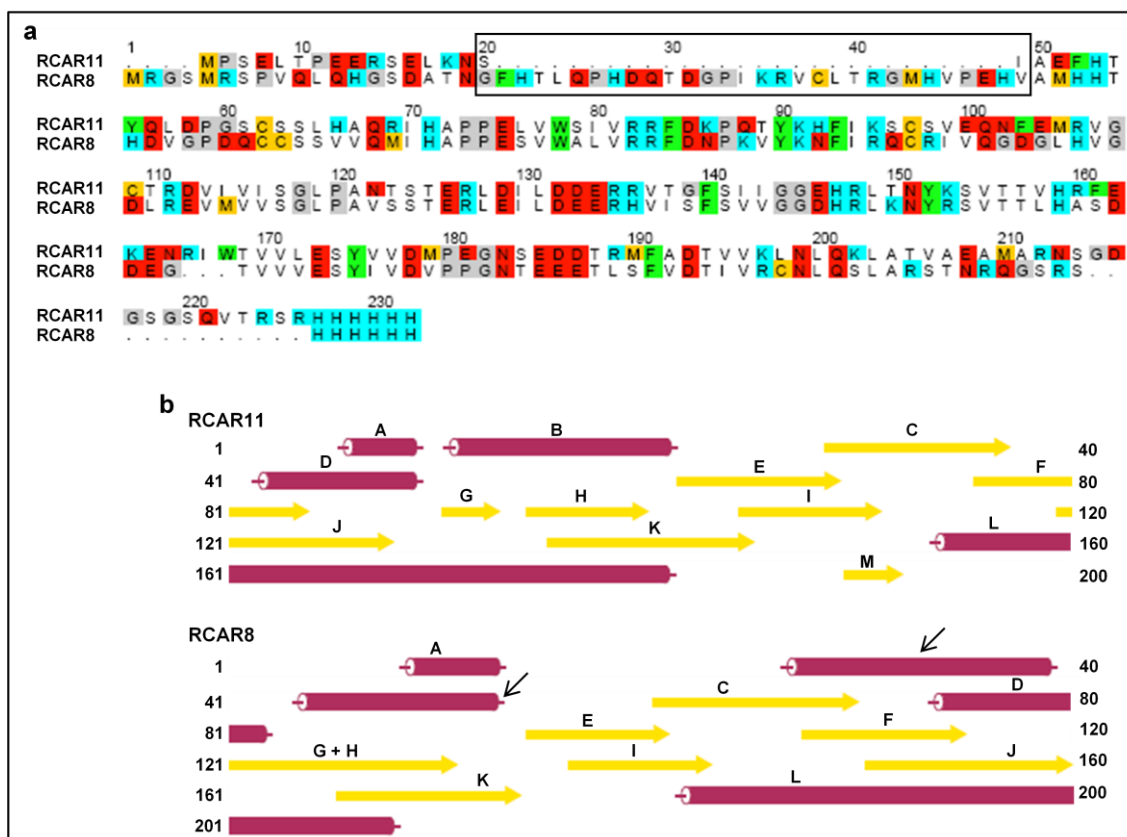 a
1 10 20 30 40 50
RCAR11 . . . . M P S E L T P E E R S E L K N S . . . . . . . . . . . . . . . . . . . . . . . . . . . . I A E F H T
RCAR8 M R G S M R S P V Q L Q H G S D A T N G F H T L Q P H D Q T D G P I K R V C L T R G M H V P E H V A M H H T
60 70 80 90 100
RCAR11 Y Q L D P G S C S S L H A Q R I H A P P E L V W S I V R R F D K P Q T Y K H F I K S C S V E Q N F E M R V G
RCAR8 H D V G P D Q C C S S V V Q M I H A P P E S V W A L V R R F D N P K V Y K N F I R Q C R I V Q G D G L H V G
110 120 130 140 150 160
RCAR11 C T R D V I V I S G L P A N T S T E R L D I L D D E R R V T G F S I I G G E H R L T N Y K S V T T V H R F E
RCAR8 D L R E V M V V S G L P A V S S T E R L E I L D E E R H V I S F S V V G G D H R L K N Y R S V T T L H A S D
170 180 190 200 210
RCAR11 K E N R I W T V V L E S Y V V D M P E G N S E D D T R M F A D T V V K L N L Q K L A T V A E A M A R N S G D
RCAR8 D E G . . . T V V V E S Y I V D V P P G N T E E E T L S F V D T I V R C N L Q S L A R S T N R Q G S R S . .
220 230
RCAR11 G S G S Q V T R S R H H H H H H
RCAR8 . . . . . . . . . . H H H H H H
b
RCAR11
1 A B C 40
41 D E F 80
81 G H I 120
121 J K L 160
161 M 200
RCAR8
1 A 40
41 C D 80
81 E F 120
121 G + H I J 160
161 K L 200
201